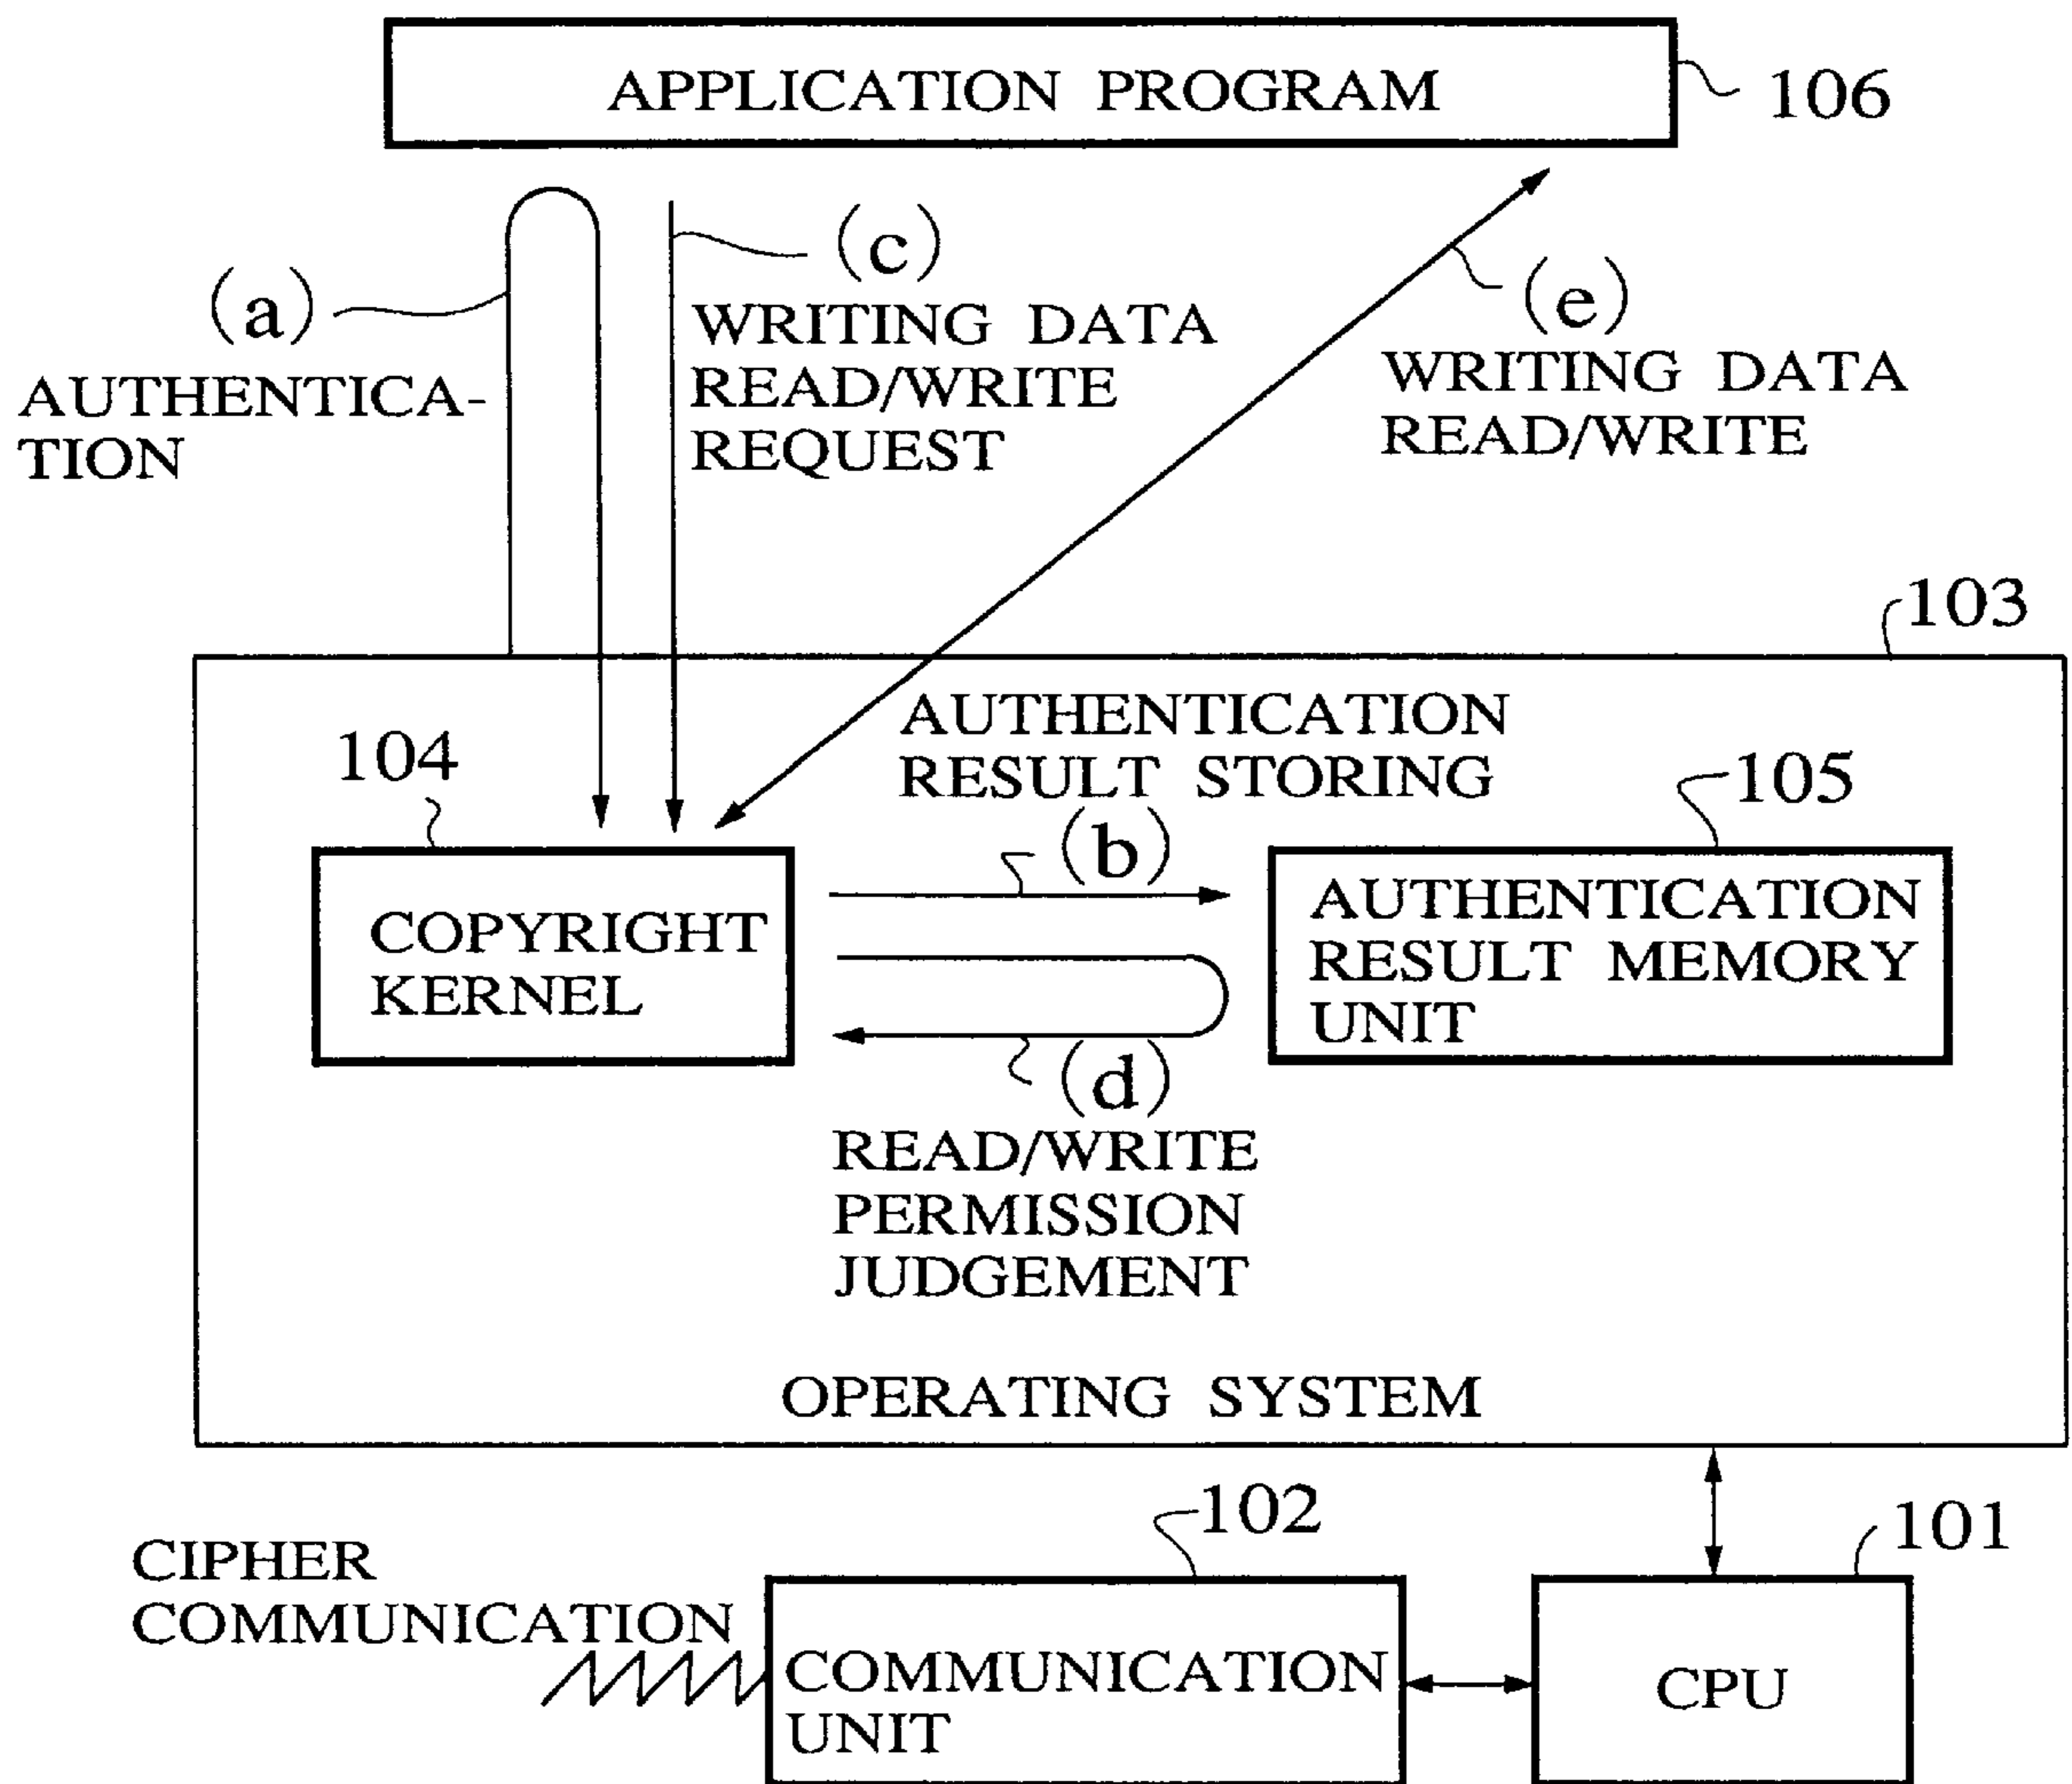 APPLICATION PROGRAM
106
(a)
AUTHENTICA-
TION
(c)
WRITING DATA
READ/WRITE
REQUEST
(e)
WRITING DATA
READ/WRITE
103
AUTHENTICATION
RESULT STORING
104
105
(b)
COPYRIGHT
KERNEL
AUTHENTICATION
RESULT MEMORY
UNIT
(d)
READ/WRITE
PERMISSION
JUDGEMENT
OPERATING SYSTEM
102
101
CIPHER
COMMUNICATION
COMMUNICATION
UNIT
CPU